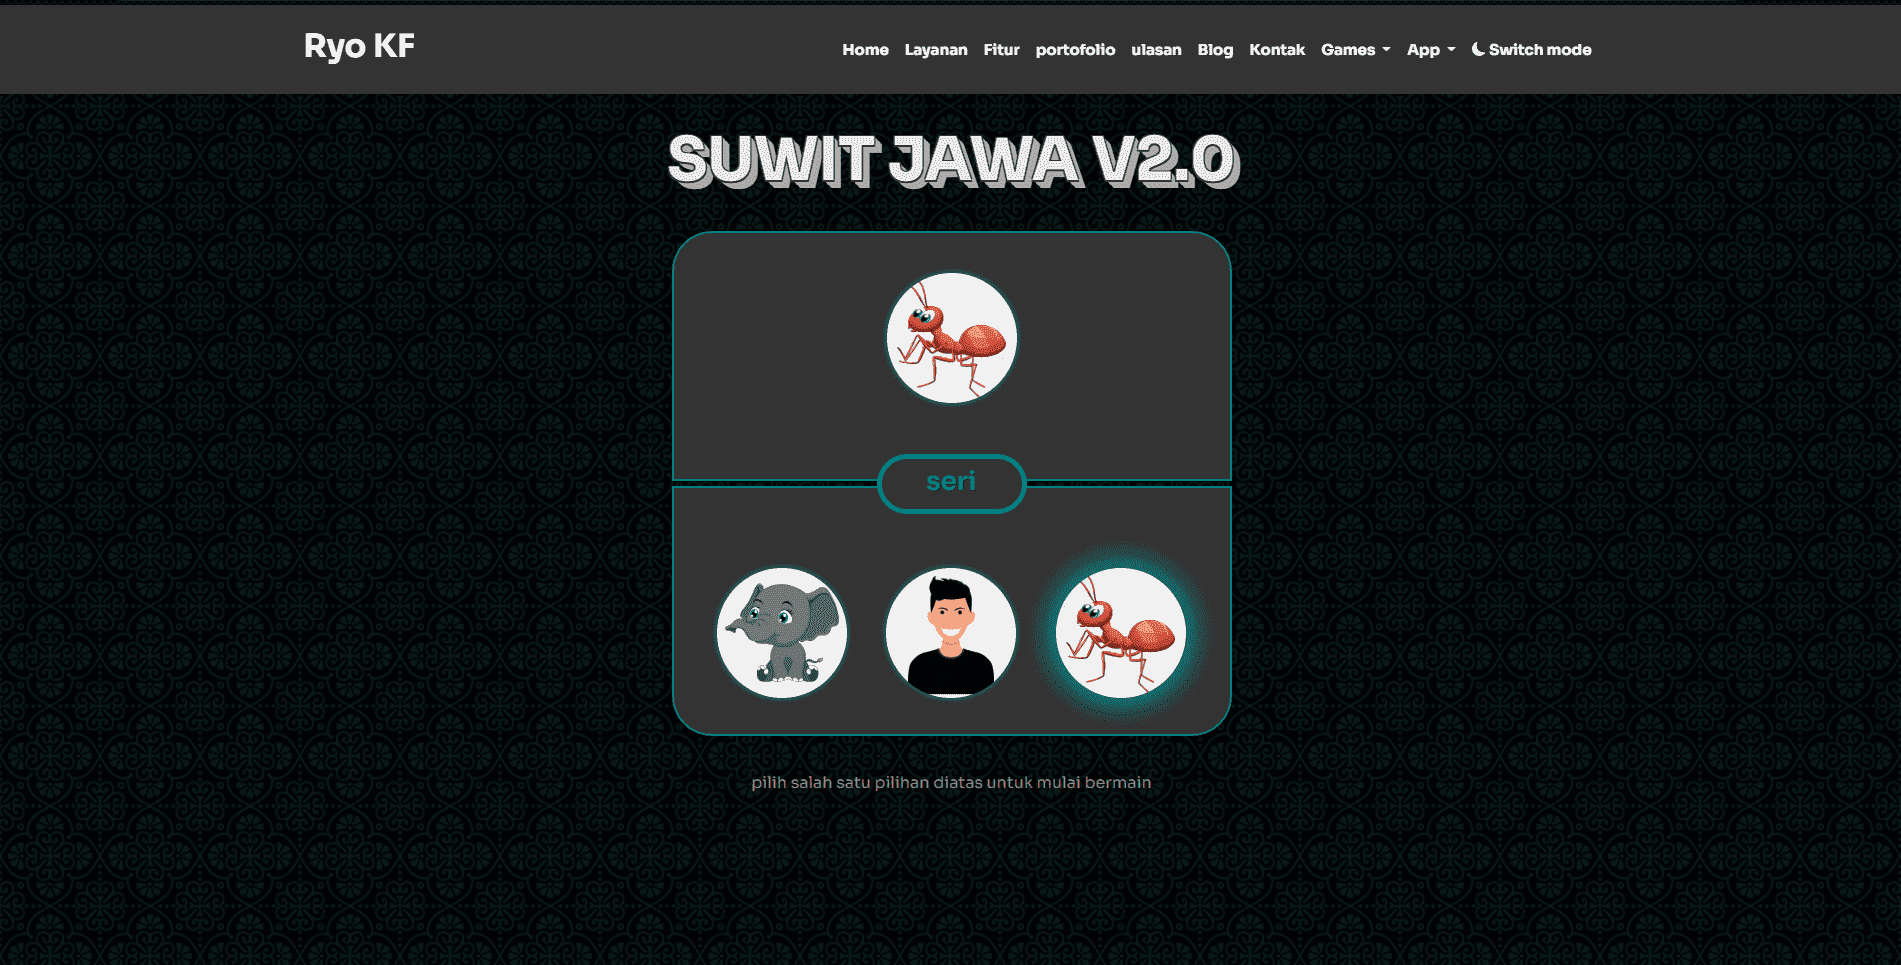 Ryo KF
Home Layanan Fitur portofolio ulasan Blog Kontak Games App Switch mode
SUWIT JAWA V2.0
seri
pilih salah satu pilihan diatas untuk mulai bermain